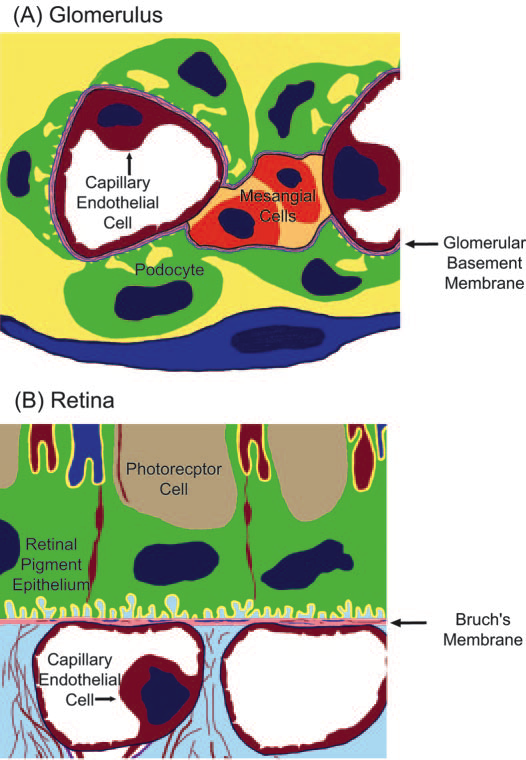 (A) Glomerulus
Capillary
Endothelial
Cell
Mesangial
Cells
Podocyte
Glomerular
Basement
Membrane
(B) Retina
Photorecptor
Cell
Retinal
Pigment
Epithelium
Bruch's
Membrane
Capillary
Endothelial
Cell